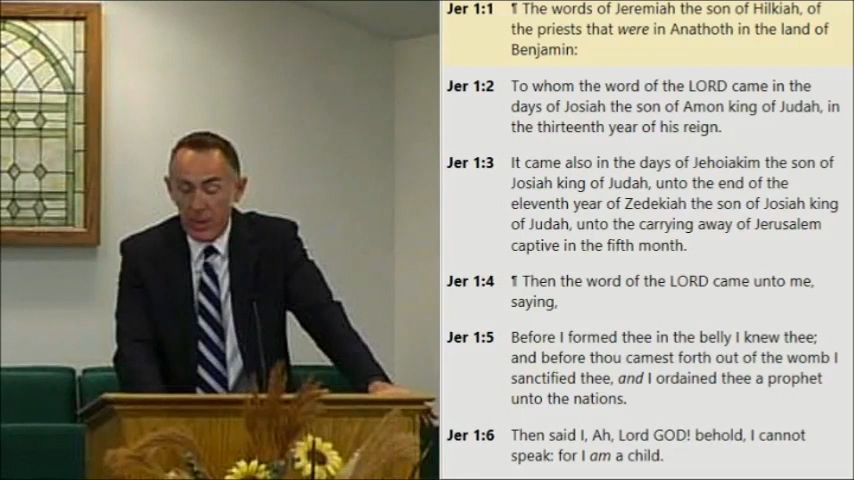 Jer 1:1 ¶ The words of Jeremiah the son of Hilkiah, of
the priests that were in Anathoth in the land of
Benjamin:
Jer 1:2 To whom the word of the LORD came in the
days of Josiah the son of Amon king of Judah, in
the thirteenth year of his reign.
Jer 1:3 It came also in the days of Jehoiakim the son of
Josiah king of Judah, unto the end of the
eleventh year of Zedekiah the son of Josiah king
of Judah, unto the carrying away of Jerusalem
captive in the fifth month.
Jer 1:4 ¶ Then the word of the LORD came unto me,
saying,
Jer 1:5 Before I formed thee in the belly I knew thee;
and before thou camest forth out of the womb I
sanctified thee, and I ordained thee a prophet
unto the nations.
Jer 1:6 Then said I, Ah, Lord GOD! behold, I cannot
speak: for I am a child.